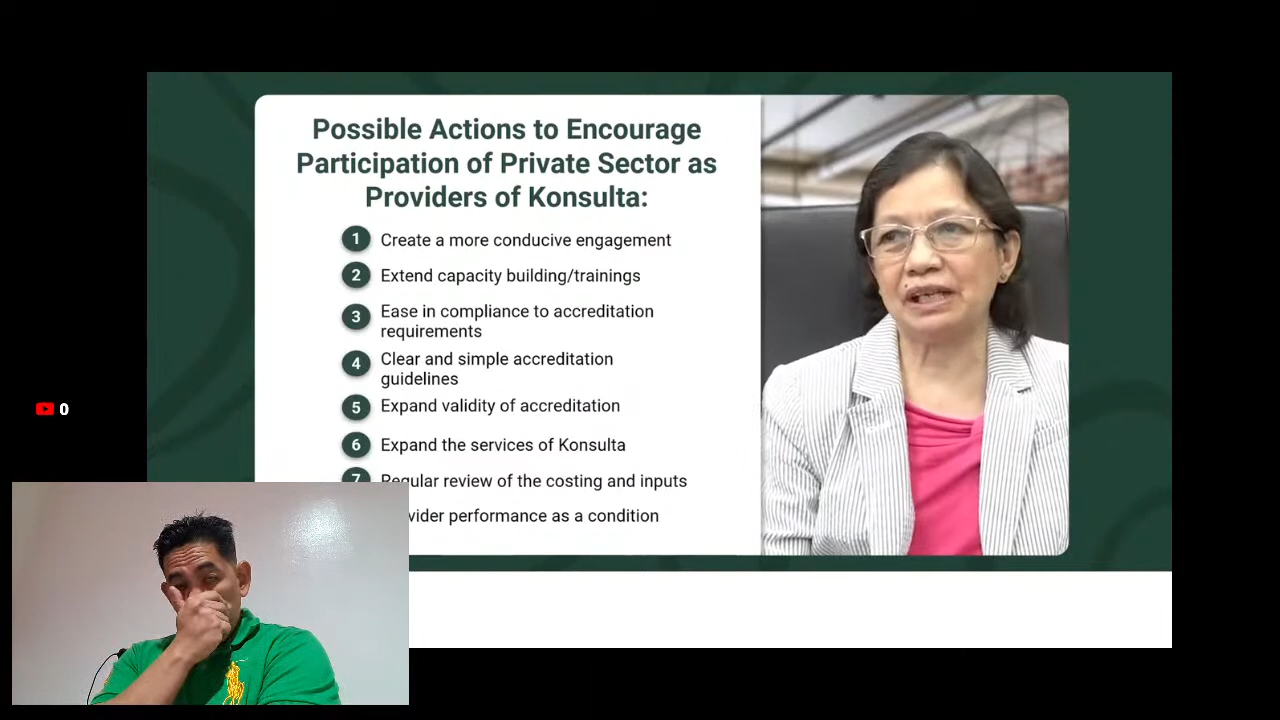 Possible Actions to Encourage
Participation of Private Sector as
Providers of Konsulta:
1 Create a more conducive engagement
2 Extend capacity building/trainings
3 Ease in compliance to accreditation
requirements
4 Clear and simple accreditation
guidelines
5 Expand validity of accreditation
6 Expand the services of Konsulta
7 Regular review of the costing and inputs
performance as a condition
0